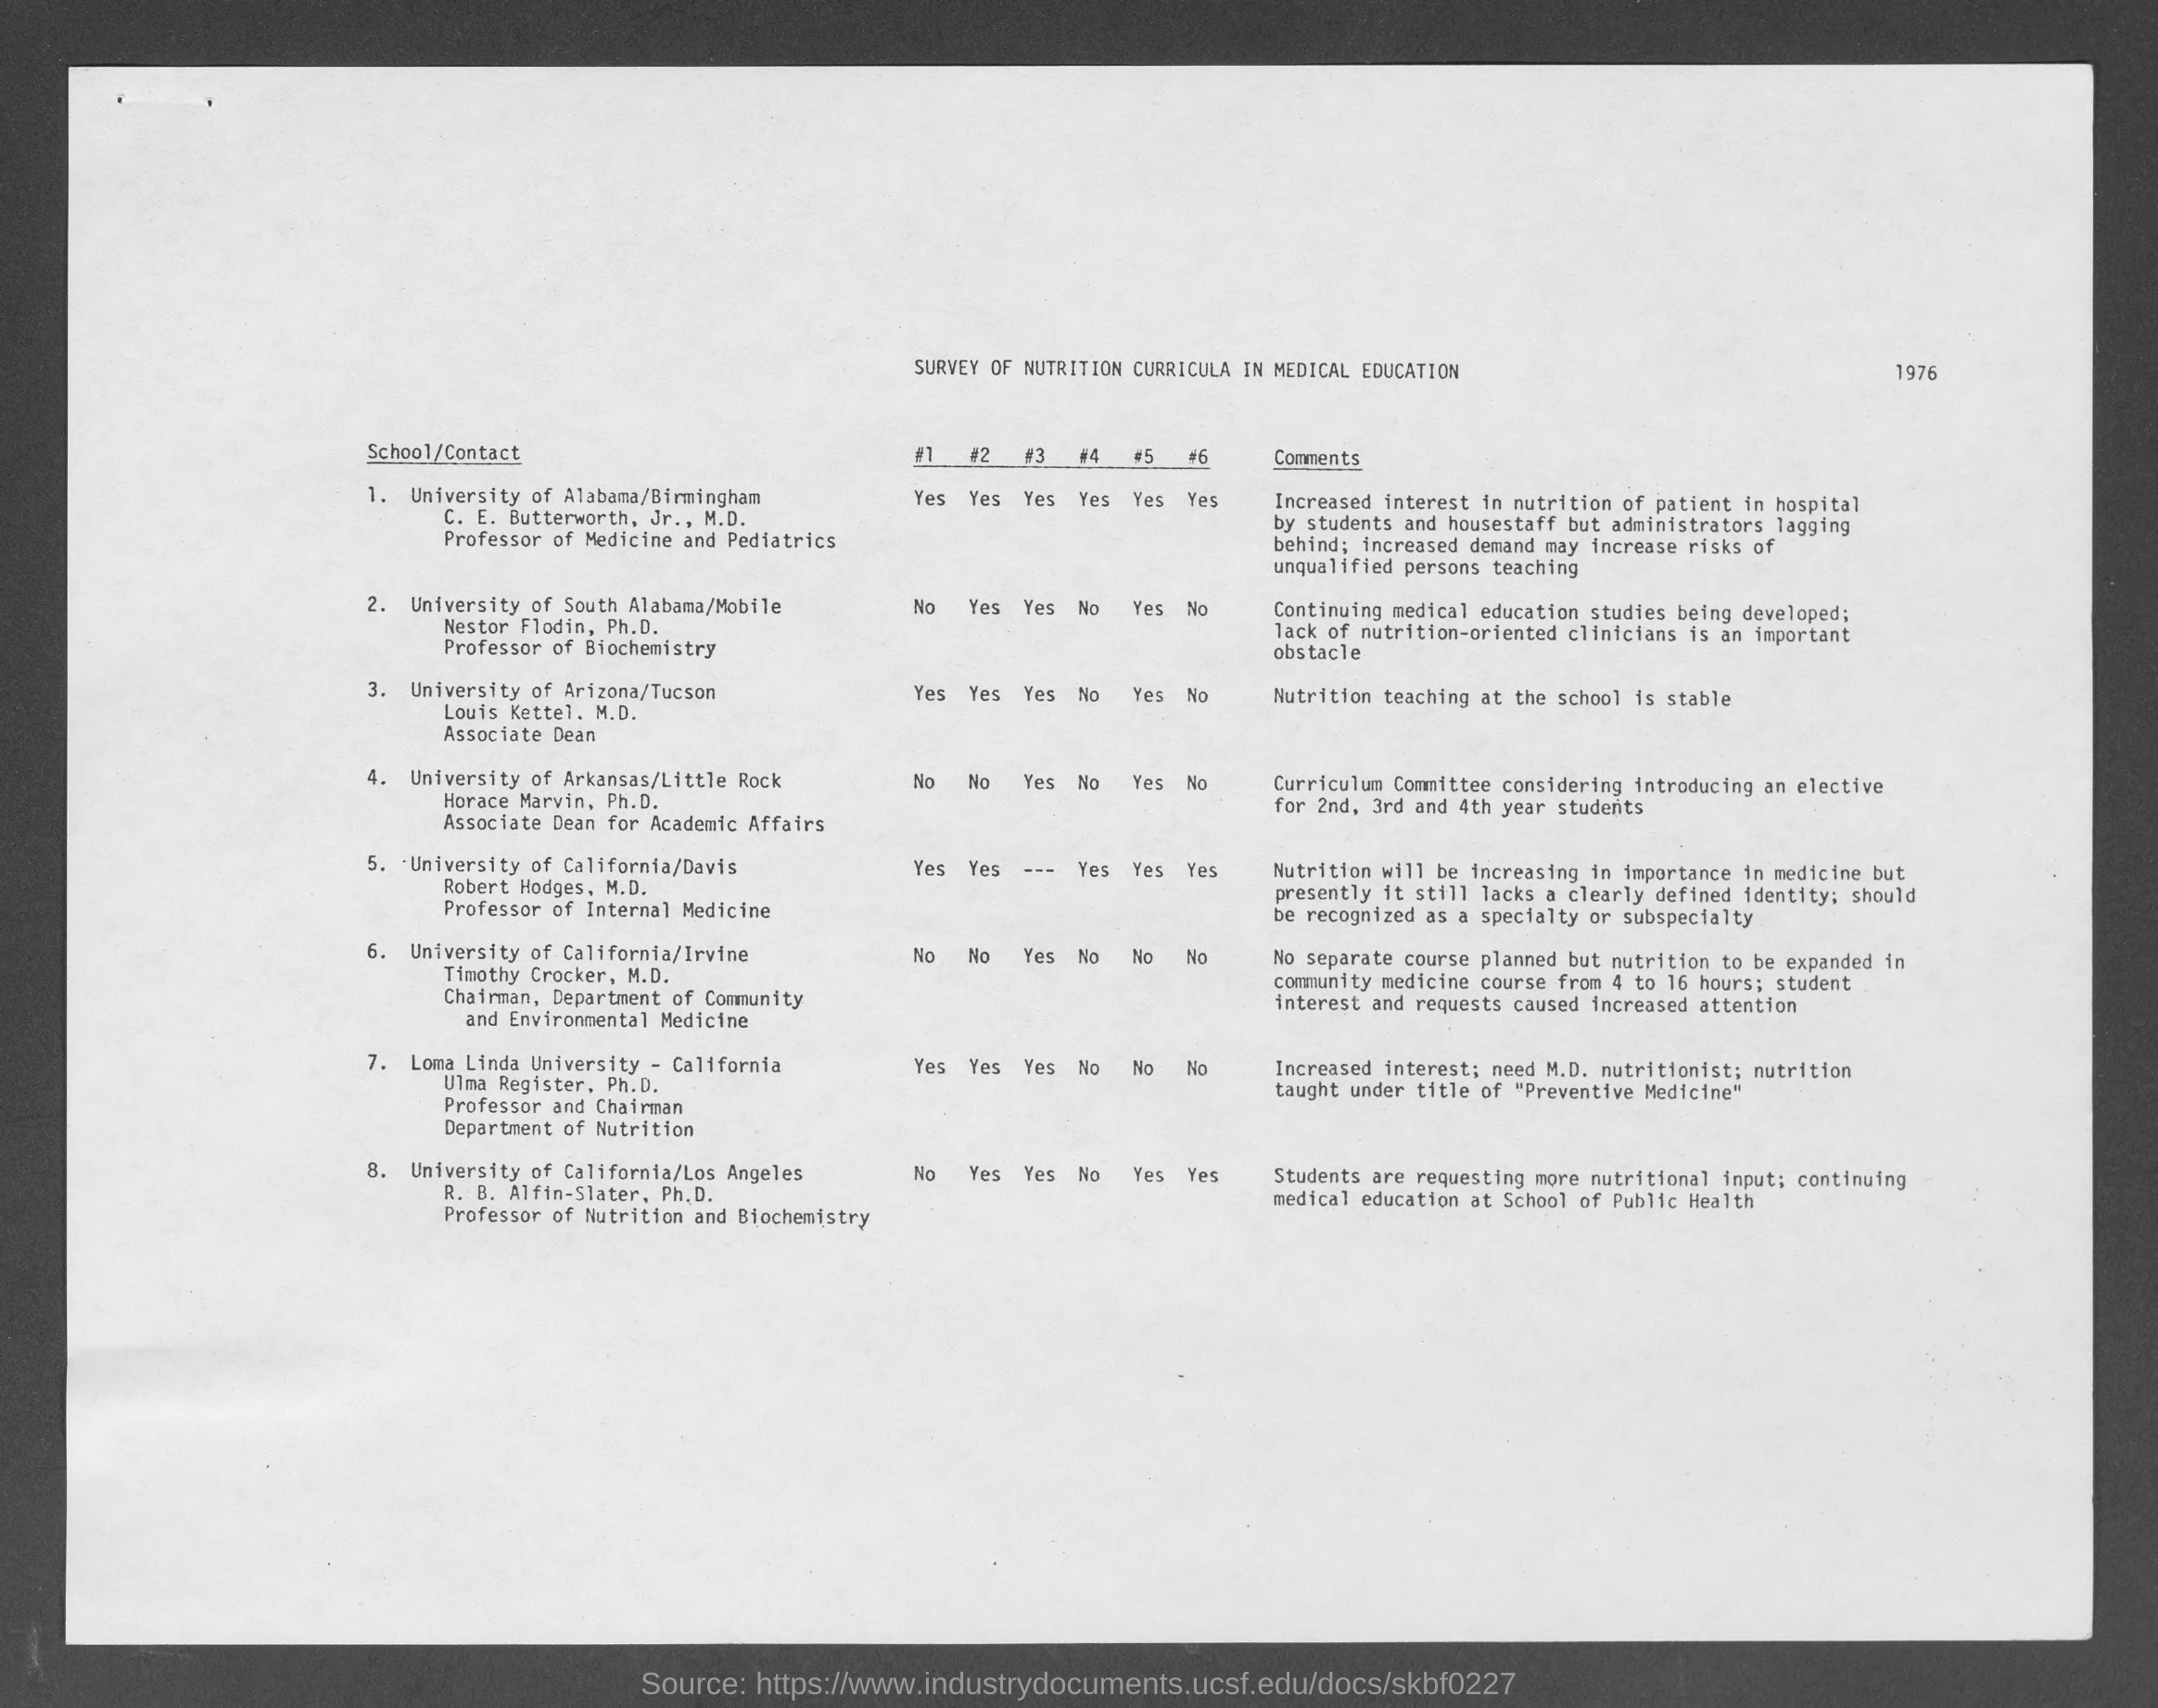 SURVEY OF NUTRITION CURRICULA IN MEDICAL EDUCATION 1976
School/Contact #1 #2 #3 #4 #5 #6 Comments
1. University of Alabama/Birmingham Yes Yes Yes Yes Yes Yes Increased interest in nutrition of patient in hospital
C. E. Butterworth, Jr., M.D. by students and housestaff but administrators lagging
Professor of Medicine and Pediatrics behind; increased demand may increase risks of
unqualified persons teaching
2. University of South Alabama/Mobile No Yes Yes No Yes No Continuing medical education studies being developed;
Nestor Flodin, Ph.D. lack of nutrition-oriented clinicians is an important
Professor of Biochemistry obstacle
3. University of Arizona/Tucson Yes Yes Yes No Yes No Nutrition teaching at the school is stable
Louis Kettel. M.D.
Associate Dean
4. University of Arkansas/Little Rock No No Yes No Yes No Curriculum Committee considering introducing an elective
Horace Marvin, Ph.D. for 2nd, 3rd and 4th year students
Associate Dean for Academic Affairs
5. University of California/Davis Yes Yes --- Yes Yes Yes Nutrition will be increasing in importance in medicine but
Robert Hodges, M.D. presently it still lacks a clearly defined identity; should
Professor of Internal Medicine be recognized as a specialty or subspecialty
6. University of California/Irvine No No Yes No No No No separate course planned but nutrition to be expanded in
Timothy Crocker, M.D. community medicine course from 4 to 16 hours; student
Chairman, Department of Community interest and requests caused increased attention
and Environmental Medicine
7. Loma Linda University - California Yes Yes Yes No No No Increased interest; need M.D. nutritionist; nutrition
Ulma Register, Ph.D. taught under title of "Preventive Medicine"
Professor and Chairman
Department of Nutrition
8. University of California/Los Angeles No Yes Yes No Yes Yes Students are requesting more nutritional input; continuing
R. B. Alfin-Slater, Ph.D. medical education at School of Public Health
Professor of Nutrition and Biochemistry
Source: https://www.industrydocuments.ucsf.edu/docs/skbf0227